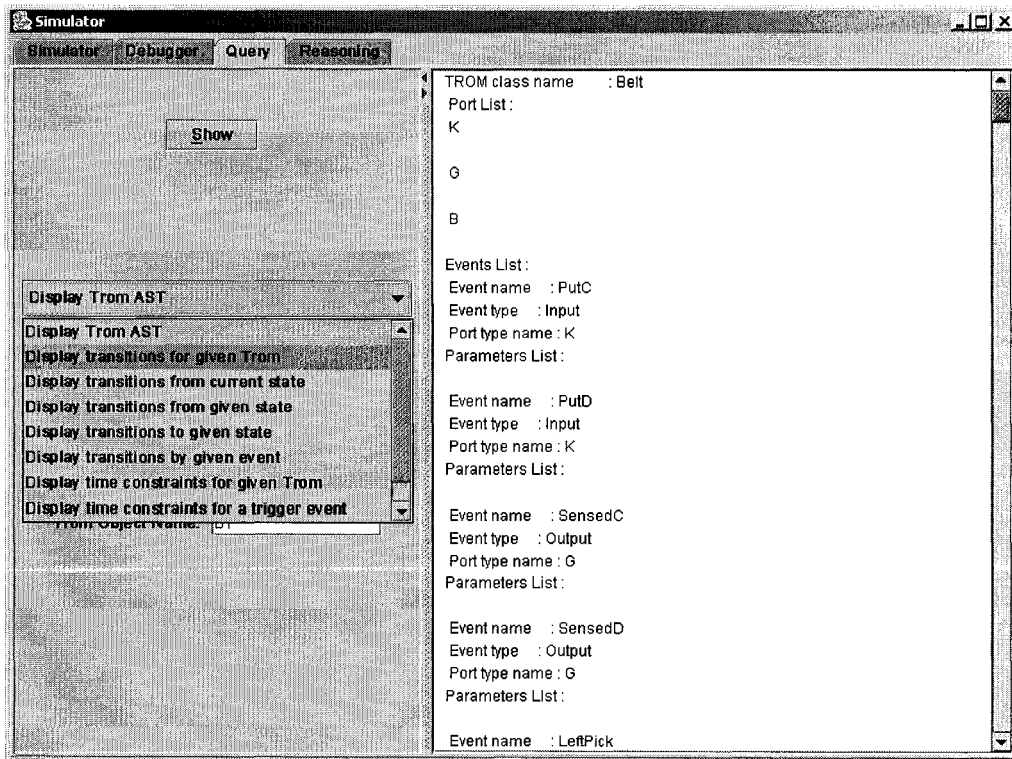 Simulator
Simulator Debugger Query Reasoning
Show
Display Trom AST
Display Trom AST
Display transitions for given Trom
Display transitions from current state
Display transitions from given state
Display transitions to given state
Display transitions by given event
Display time constraints for given Trom
Display time constraints for a trigger event
Trom Object Name:
TROM class name : Belt
Port List :
K
G
B
Events List :
Event name : PutC
Event type : Input
Port type name : K
Parameters List :
Event name : PutD
Event type : Input
Port type name : K
Parameters List :
Event name : SensedC
Event type : Output
Port type name : G
Parameters List :
Event name : SensedD
Event type : Output
Port type name : G
Parameters List :
Event name : LeftPick